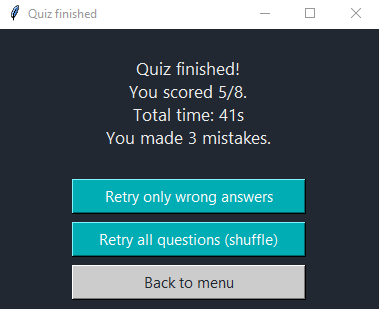 Quiz finished
Quiz finished!
You scored 5/8.
Total time: 41s
You made 3 mistakes.
Retry only wrong answers
Retry all questions (shuffle)
Back to menu